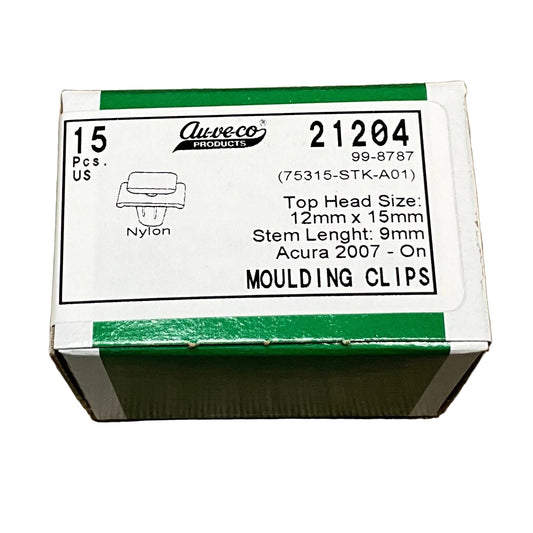 15
Pcs.
US
Au-ve-co
PRODUCTS
21204
99-8787
(75315-STK-A01)
Nylon
Top Head Size:
12mm x 15mm
Stem Lenght: 9mm
Acura 2007 - On
MOULDING CLIPS